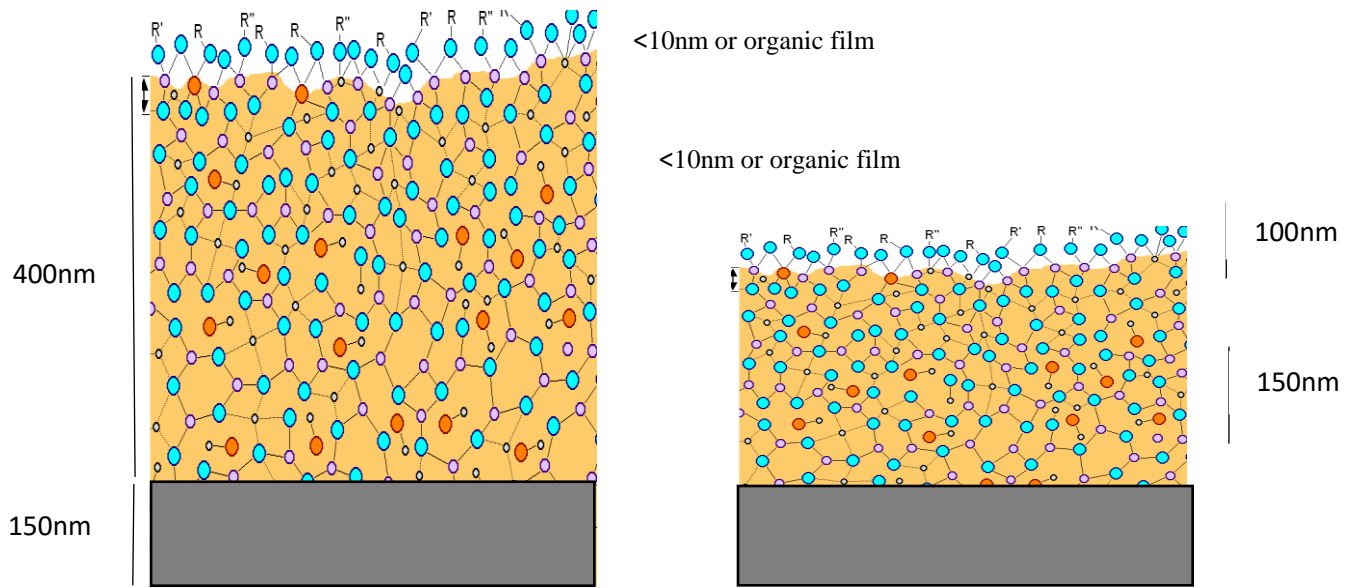 R' R R" R R R" R R' R R" R
<10nm or organic film
<10nm or organic film
400nm
150nm
R' R R" R R R" R' R R" R
100nm
150nm